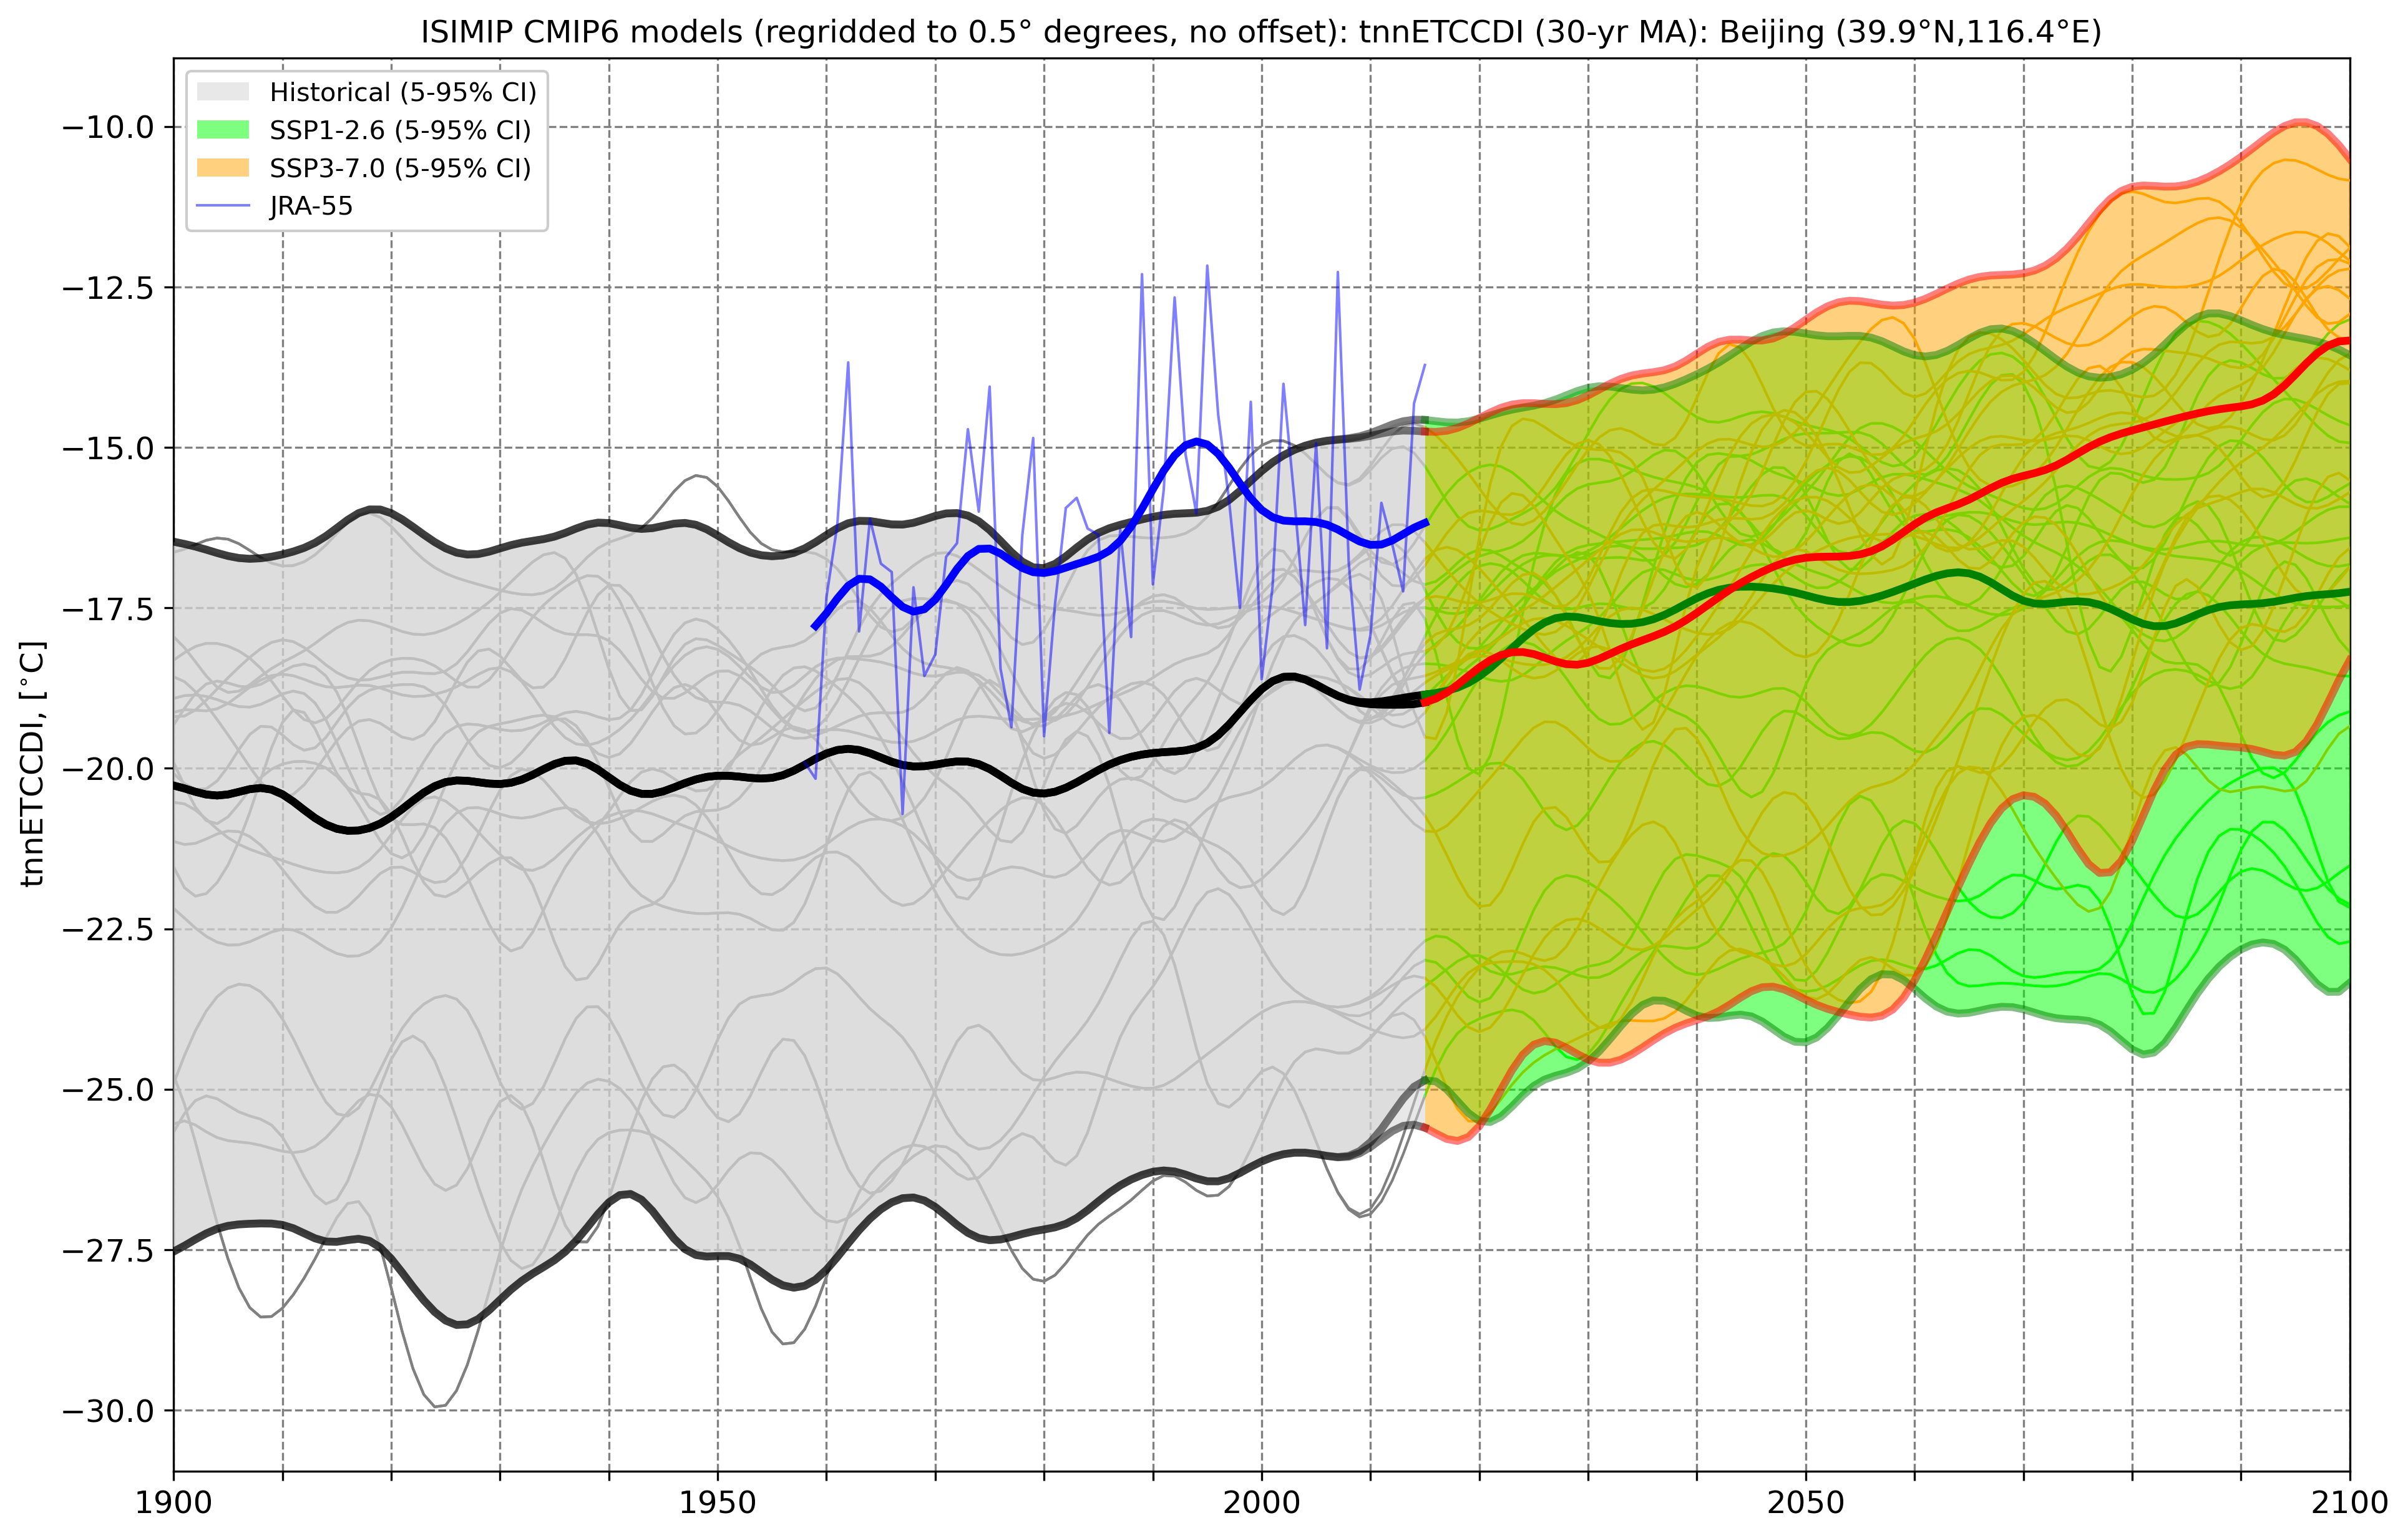 ISIMIP CMIP6 models (regridded to 0.5° degrees, no offset): tnnETCCDI (30-yr MA): Beijing (39.9°N,116.4°E)
Historical (5-95% CI)
SSP1-2.6 (5-95% CI)
SSP3-7.0 (5-95% CI)
JRA-55
−10.0
−12.5
−15.0
−17.5
−20.0
−22.5
−25.0
−27.5
−30.0
tnnETCCDI, [°C]
1900 1950 2000 2050 2100